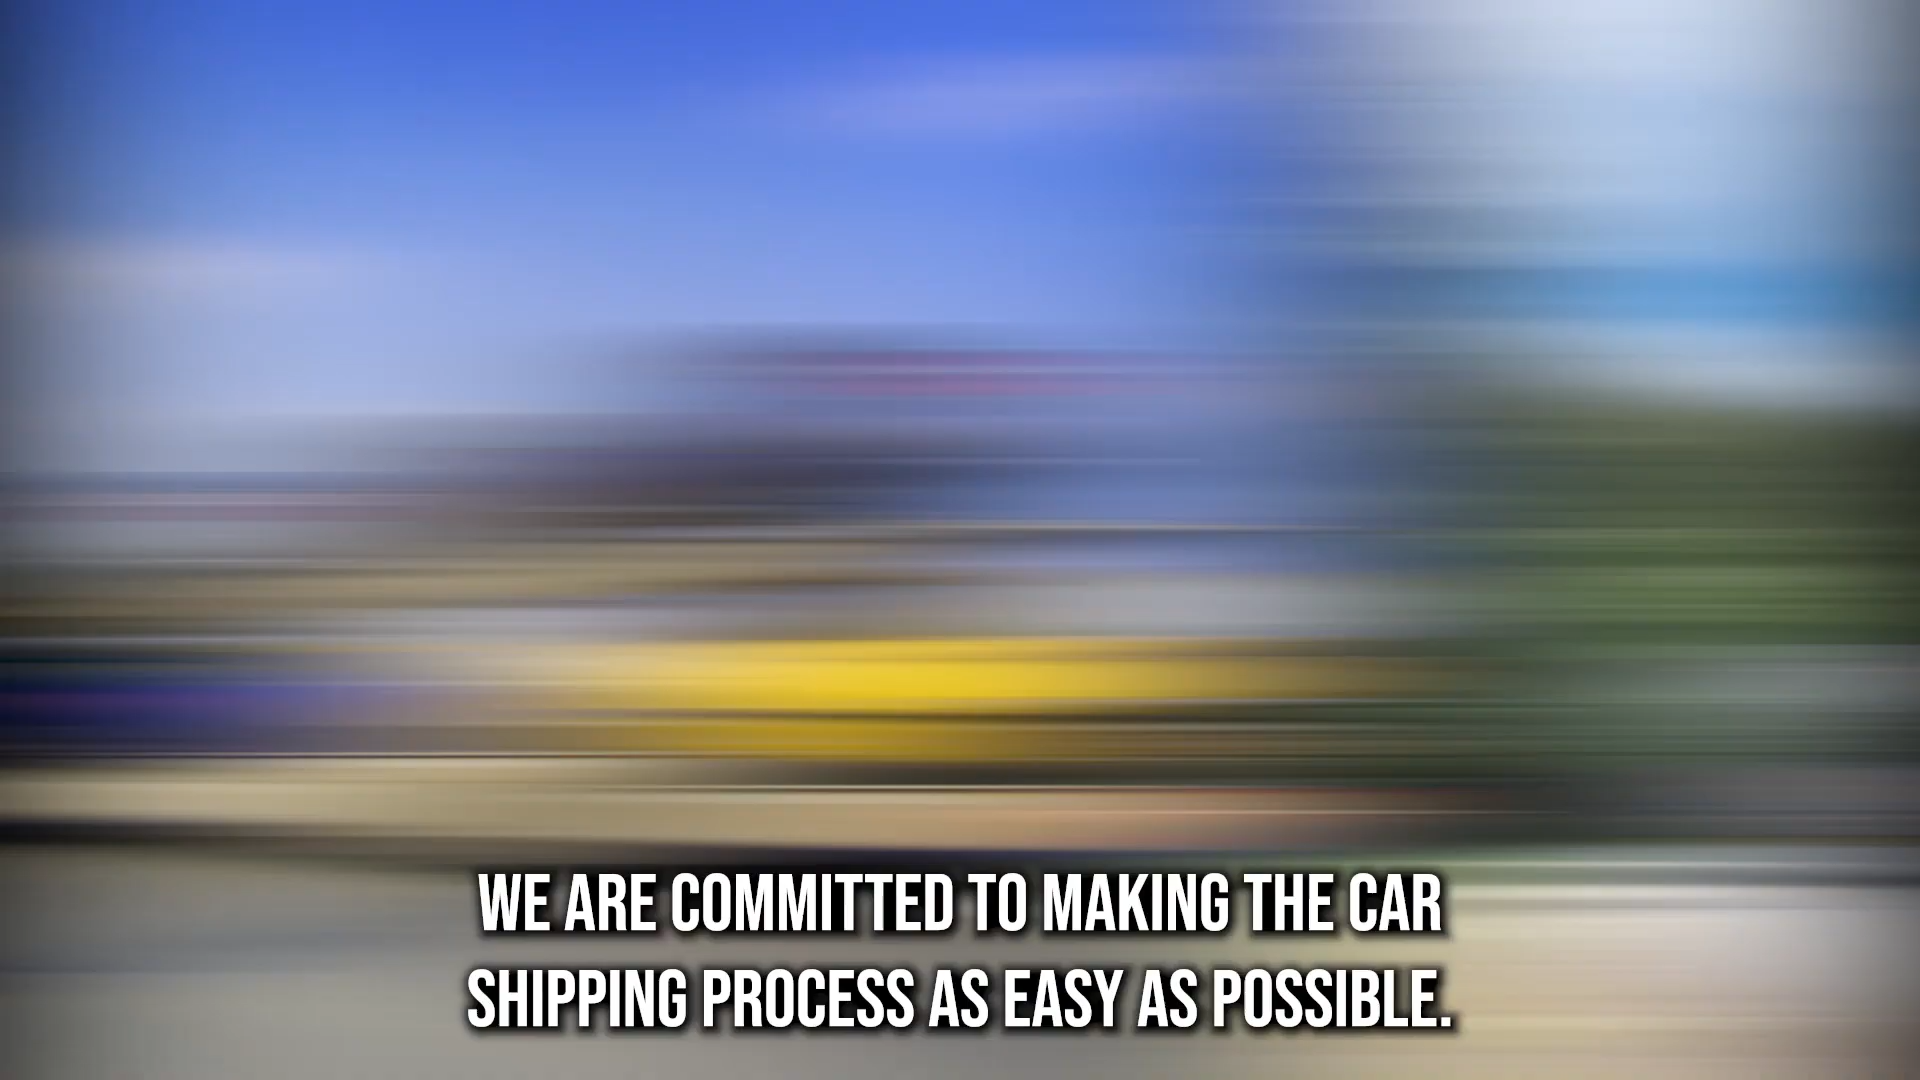 WE ARE COMMITTED TO MAKING THE CAR
SHIPPING PROCESS AS EASY AS POSSIBLE.